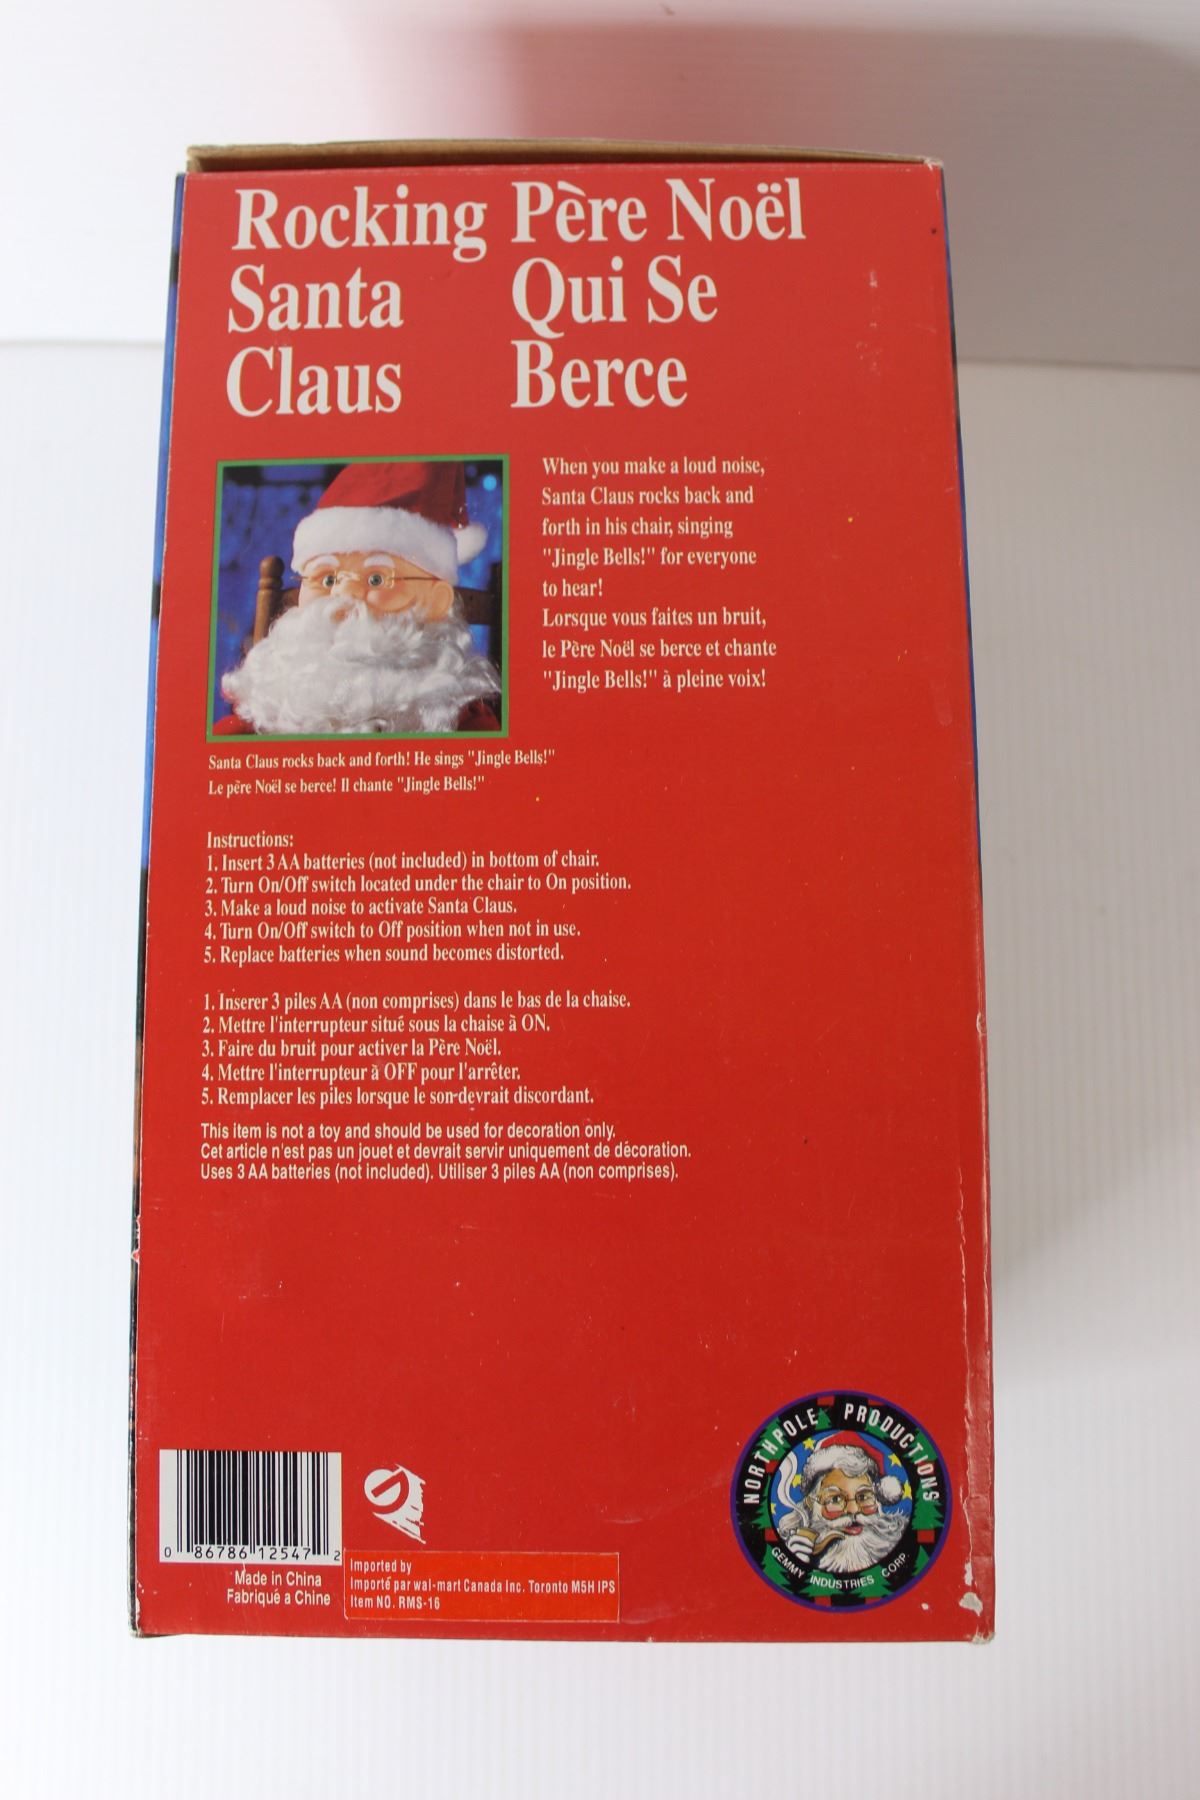 Rocking
Santa
Claus
Père Noël
Qui Se
Berce
When you make a loud noise,
Santa Claus rocks back and
forth in his chair, singing
"Jingle Bells!" for everyone
to hear!
Lorsque vous faites un bruit,
le Père Noël se berce et chante
"Jingle Bells!" à pleine voix!
Santa Claus rocks back and forth! He sings "Jingle Bells!"
Le père Noël se berce! Il chante "Jingle Bells!"
Instructions:
1. Insert 3 AA batteries (not included) in bottom of chair.
2. Turn On/Off switch located under the chair to On position.
3. Make a loud noise to activate Santa Claus.
4. Turn On/Off switch to Off position when not in use.
5. Replace batteries when sound becomes distorted.
1. Inserer 3 piles AA (non comprises) dans le bas de la chaise.
2. Mettre l'interrupteur situé sous la chaise à ON.
3. Faire du bruit pour activer la Père Noël.
4. Mettre l'interrupteur à OFF pour l'arrêter.
5. Remplacer les piles lorsque le son devrait discordant.
This item is not a toy and should be used for decoration only.
Cet article n'est pas un jouet et devrait servir uniquement de décoration.
Uses 3 AA batteries (not included). Utiliser 3 piles AA (non comprises).
0 86786 12547 2
Made in China
Fabriqué a Chine
Imported by
Importé par wal-mart Canada Inc. Toronto M5H IPS
Item NO. RMS-16
NORTHPOLE PRODUCTIONS
GEMMY INDUSTRIES CORP.